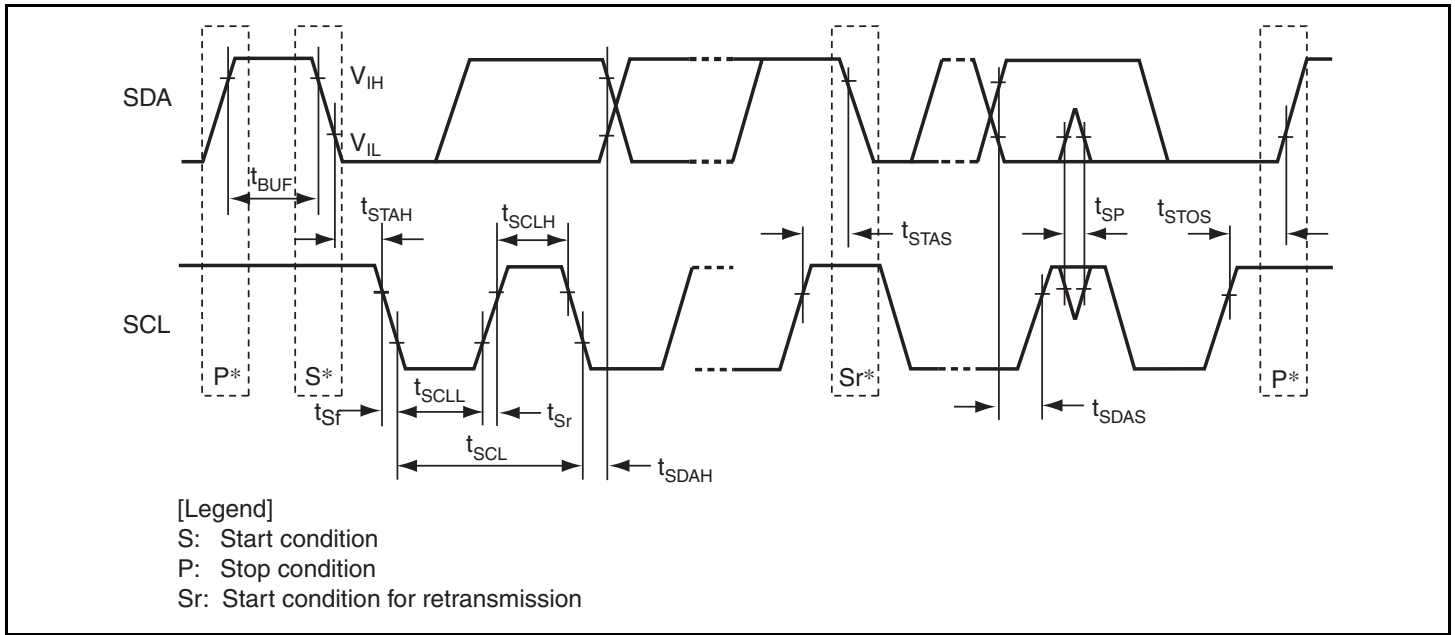 SDA
V_IH
V_IL
t_BUF
t_STAH
t_SCLH
t_STAS
t_SP
t_STOS
SCL
P*
S*
Sr*
P*
t_Sf
t_SCLL
t_Sr
t_SDAS
t_SCL
t_SDAH
[Legend]
S: Start condition
P: Stop condition
Sr: Start condition for retransmission